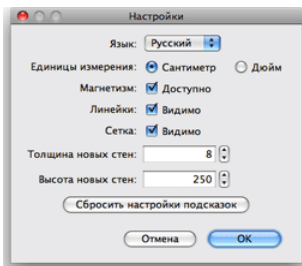 Настройки
Язык: Русский
Единицы измерения: Сантиметр Дюйм
Магнетизм: Доступно
Линейки: Видимо
Сетка: Видимо
Толщина новых стен: 8
Высота новых стен: 250
Сбросить настройки подсказок
Отмена OK